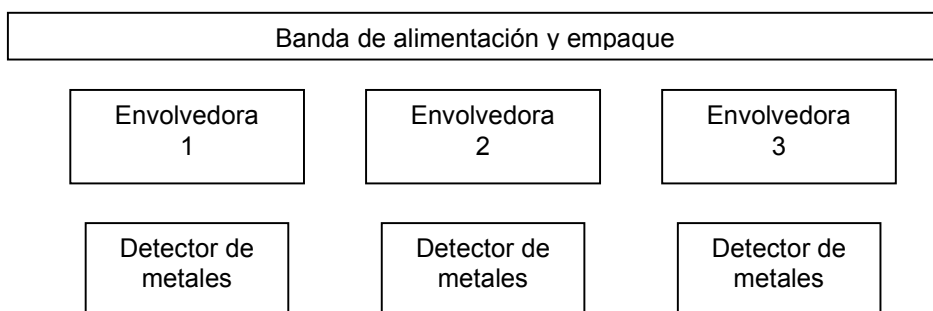 Banda de alimentación y empaque
Envolvedora
1
Envolvedora
2
Envolvedora
3
Detector de
metales
Detector de
metales
Detector de
metales